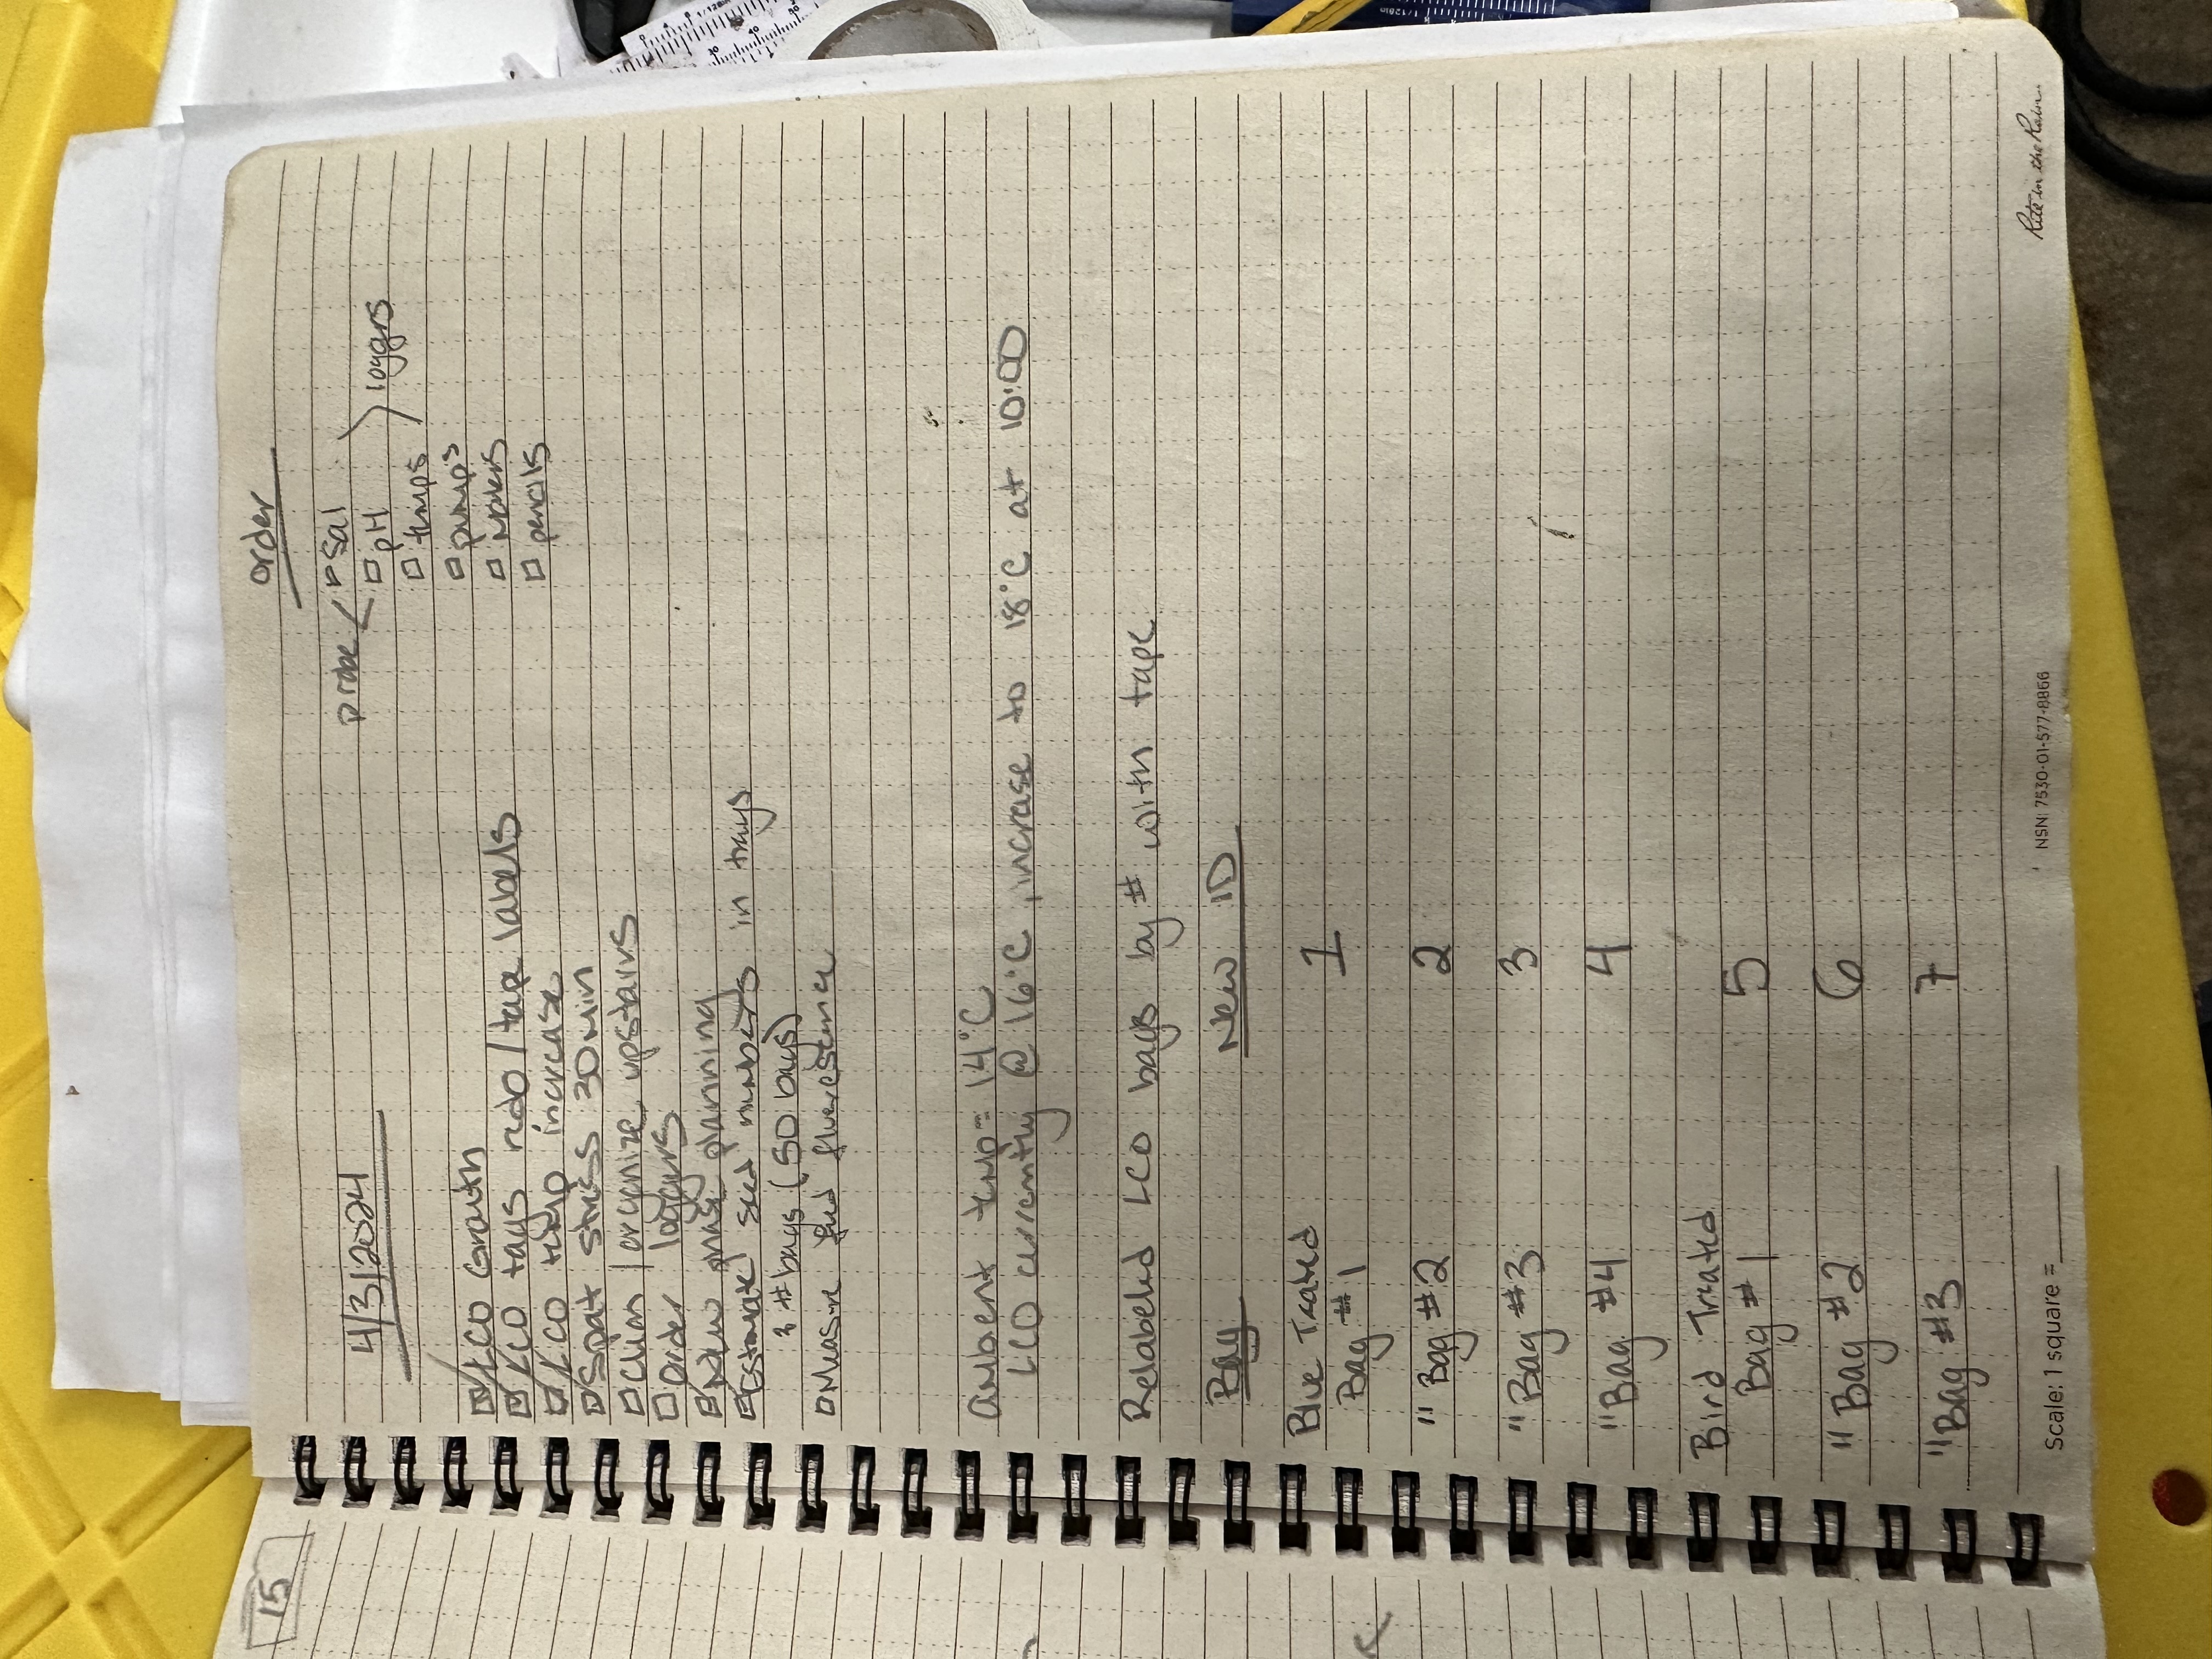 15
order
4/3/2024
probe < □ Sal
□ pH } loggers
□ temps
□ pumps
□ Makers
□ pencils
☑ LCO Growth
☑ LCO tags redo / tape labels
☑ LCO temp increase
☑ Spat stress 30 min
□ Clean / organize upstairs
□ Order loggers
□ New phase planning
□ Estimate seed numbers in trays
& # bags (50 bags)
□ Measure feed fluoresence
Ambient temp = 14°C
LCO currently @ 16°C, increase to 18°C at 10:00
Relabeled LCO bags by # with tape
Bag New ID
Blue Treated
Bag #1 1
" Bag #2 2
" Bag #3 3
" Bag #4 4
Bird Treated
Bag #1 5
" Bag #2 6
" Bag #3 7
Scale: 1 square =______ NSN: 7530-01-577-8866 Rite in the Rain